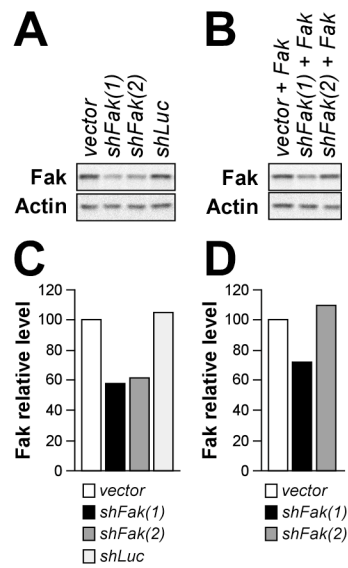 A
B
vector
shFak(1)
shFak(2)
shLuc
vector + Fak
shFak(1) + Fak
shFak(2) + Fak
Fak
Actin
Fak
Actin
C
D
Fak relative level
120
100
80
60
40
20
0
vector
shFak(1)
shFak(2)
shLuc
Fak relative level
120
100
80
60
40
20
0
vector
shFak(1)
shFak(2)